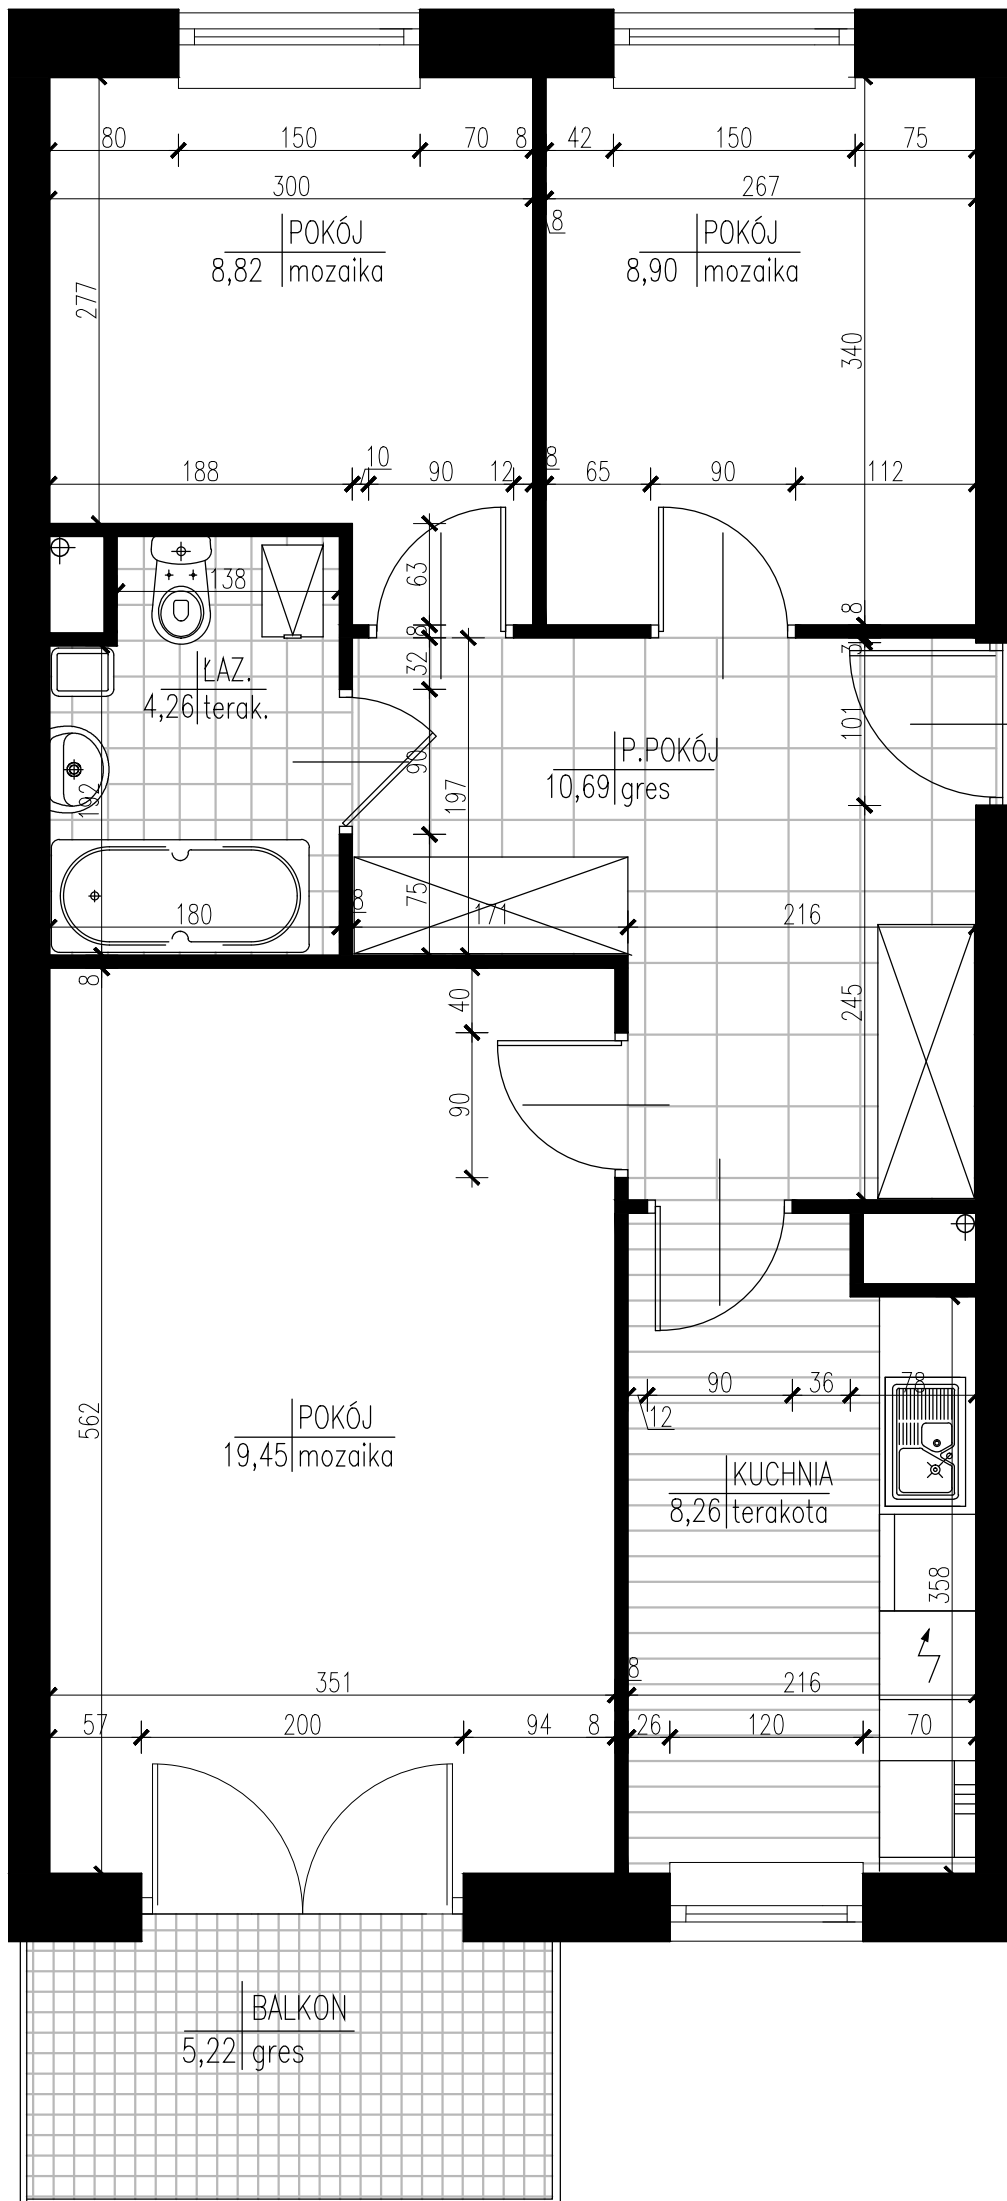 80 150 70 8 42 150 75
300 267
8
POKÓJ
8,82 mozaika
POKÓJ
8,90 mozaika
277
340
188 10 90 12 8 65 90 112
63
8
138
8
3
32
ŁAZ.
4,26 terak.
101
P.POKÓJ
10,69 gres
90
197
192
75
180 8 171 216
8
40
245
90
562
90 36 78
12
POKÓJ
19,45 mozaika
KUCHNIA
8,26 terakota
358
351 8 216
57 200 94 8 26 120 70
BALKON
5,22 gres